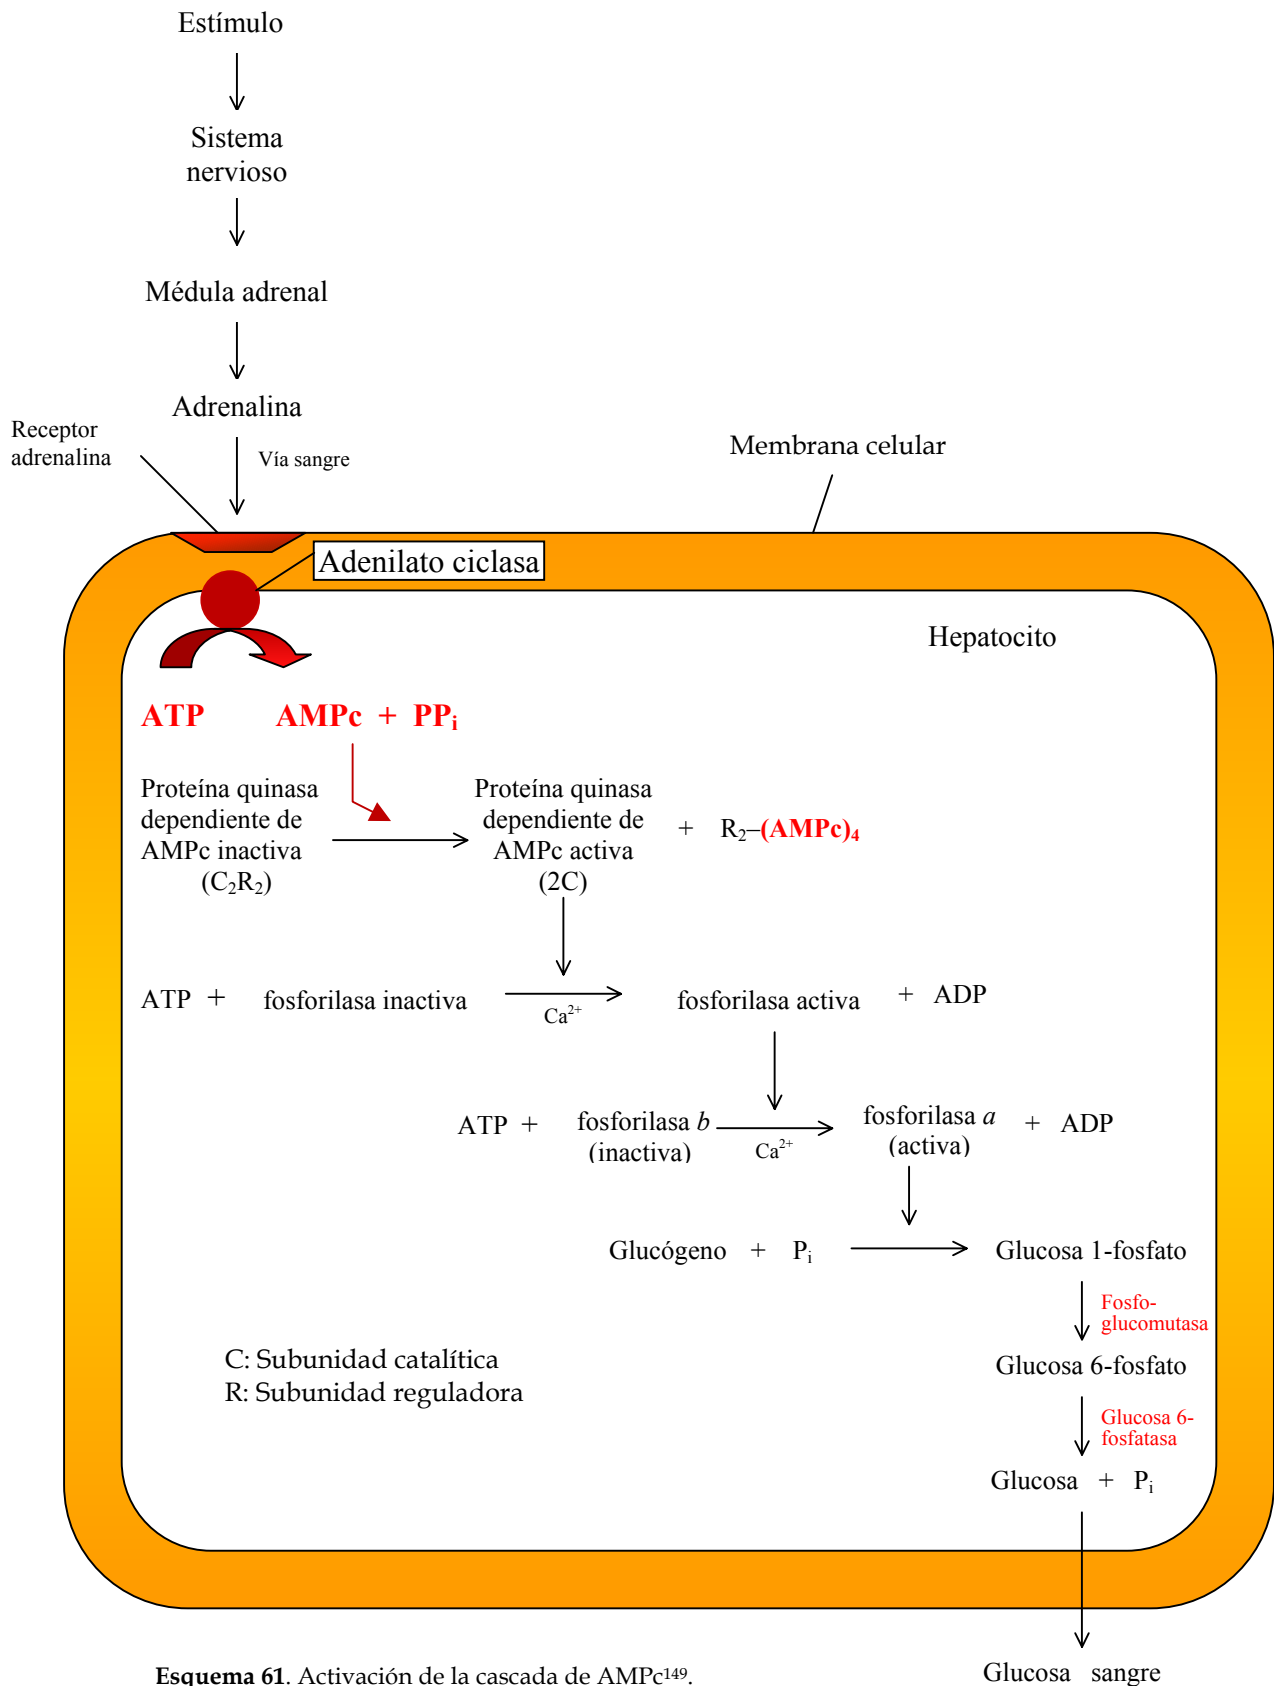 Estímulo
Sistema
nervioso
Médula adrenal
Adrenalina
Receptor
adrenalina
Vía sangre
Membrana celular
Adenilato ciclasa
Hepatocito
ATP AMPc + PPi
Proteína quinasa
dependiente de
AMPc inactiva
(C2R2)
Proteína quinasa
dependiente de
AMPc activa
(2C)
+ R2–(AMPc)4
ATP + fosforilasa inactiva
Ca2+
fosforilasa activa + ADP
ATP + fosforilasa b
(inactiva)
Ca2+
fosforilasa a
(activa)
+ ADP
Glucógeno + Pi
Glucosa 1-fosfato
Fosfo-
glucomutasa
C: Subunidad catalítica
R: Subunidad reguladora
Glucosa 6-fosfato
Glucosa 6-
fosfatasa
Glucosa + Pi
Glucosa sangre
Esquema 61. Activación de la cascada de AMPc149.